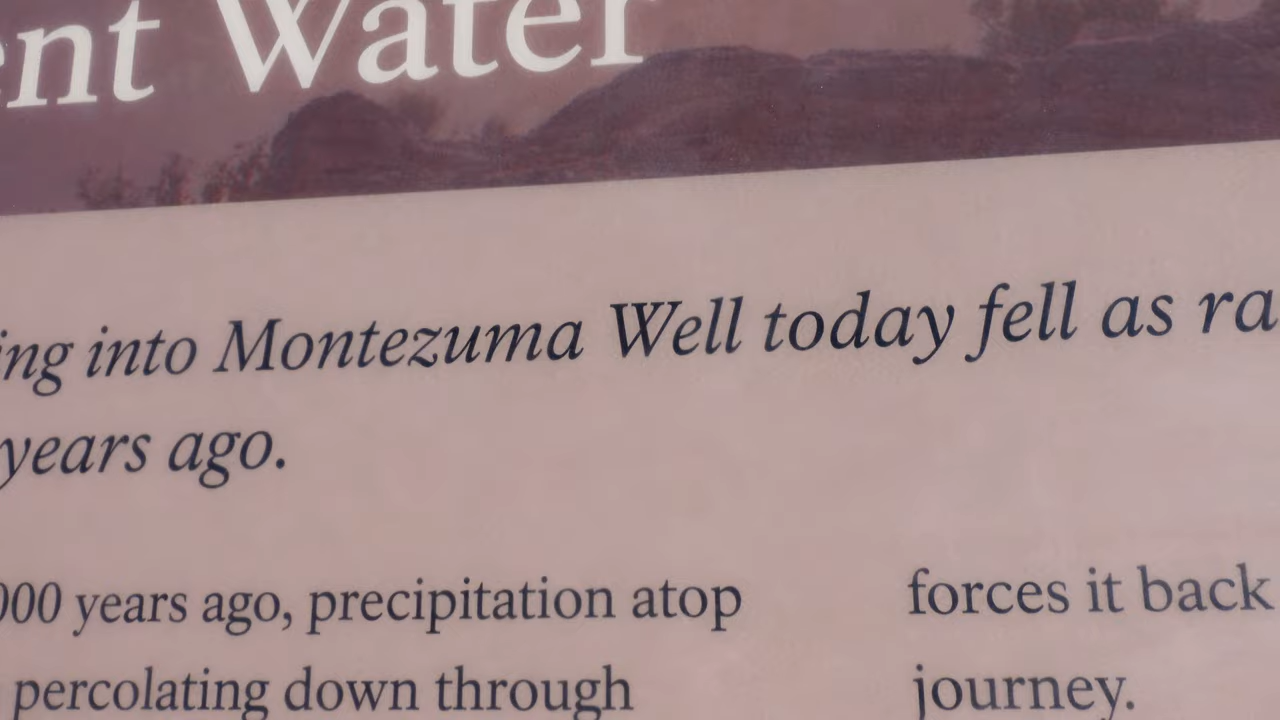 ent Water
ing into Montezuma Well today fell as ra
years ago.
000 years ago, precipitation atop
percolating down through
forces it back
journey.